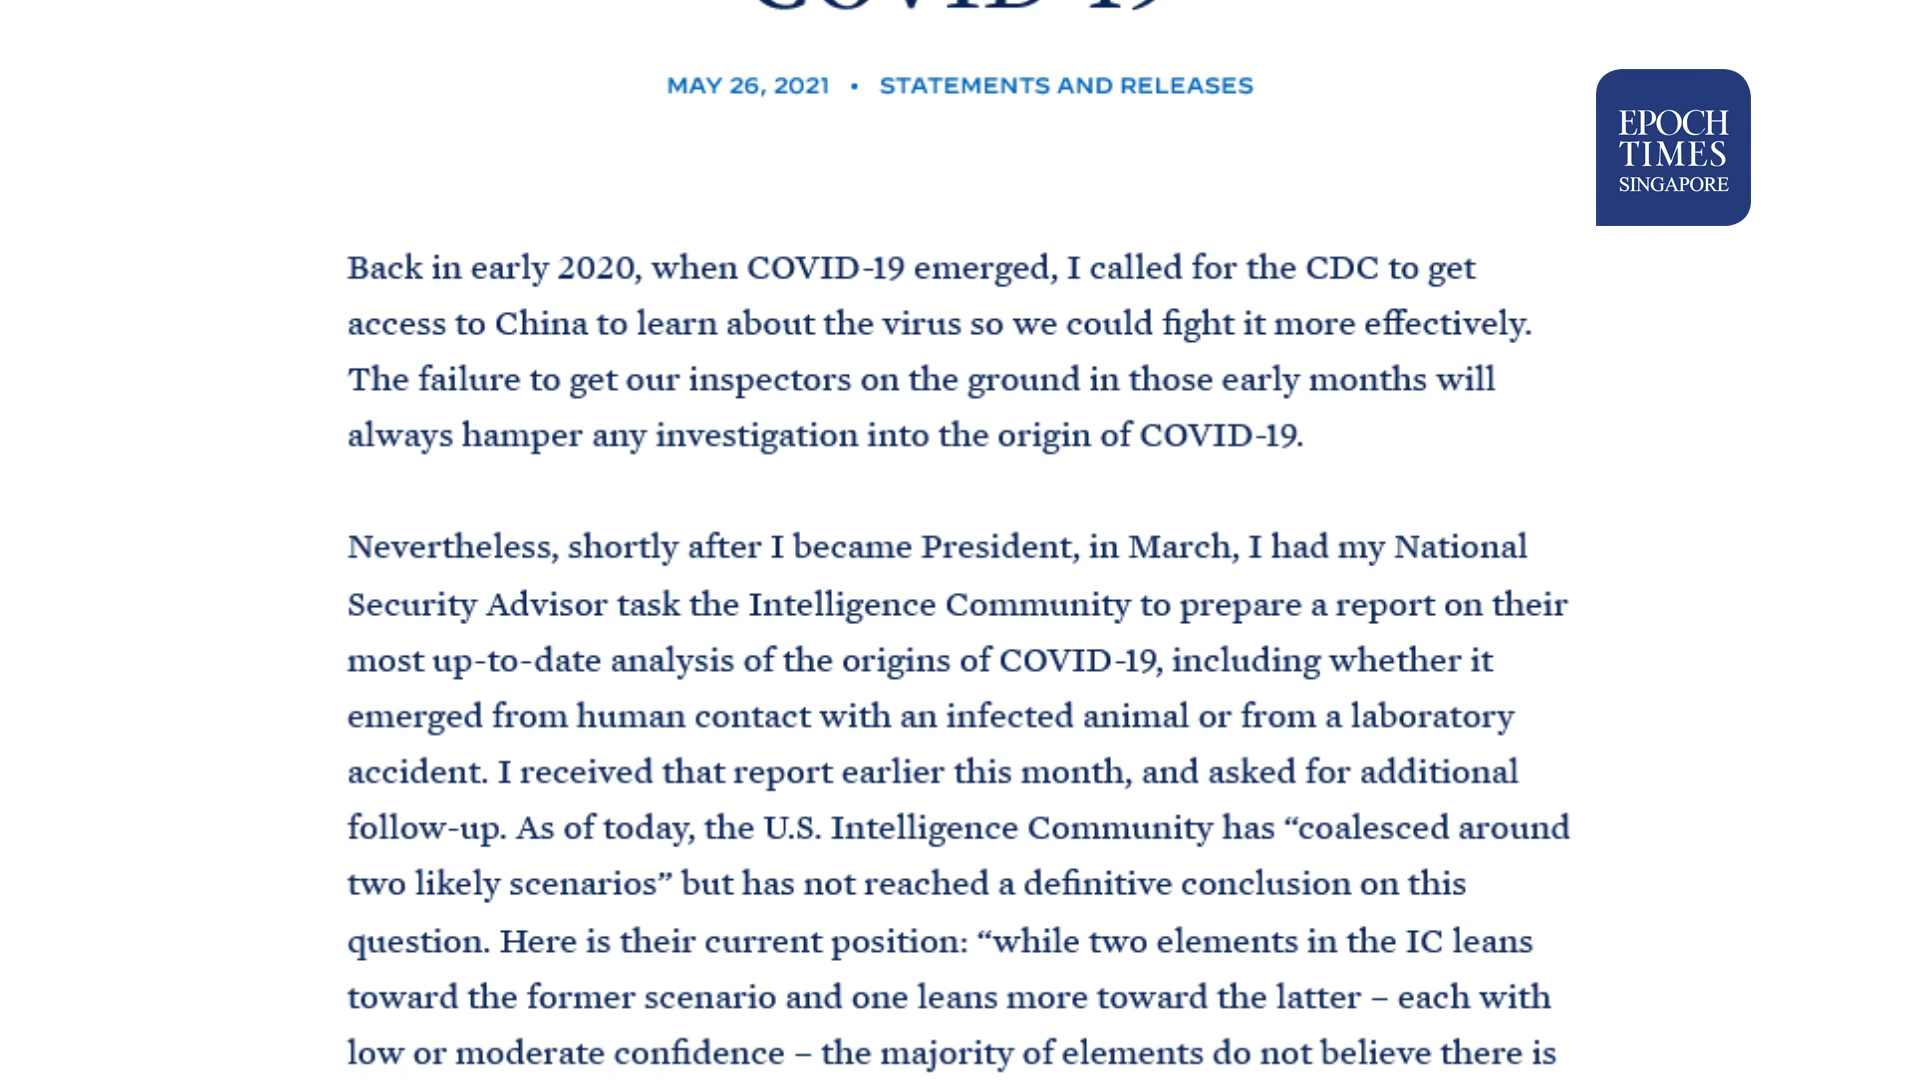 COVID-19
MAY 26, 2021 • STATEMENTS AND RELEASES
EPOCH
TIMES
SINGAPORE
Back in early 2020, when COVID-19 emerged, I called for the CDC to get
access to China to learn about the virus so we could fight it more effectively.
The failure to get our inspectors on the ground in those early months will
always hamper any investigation into the origin of COVID-19.
Nevertheless, shortly after I became President, in March, I had my National
Security Advisor task the Intelligence Community to prepare a report on their
most up-to-date analysis of the origins of COVID-19, including whether it
emerged from human contact with an infected animal or from a laboratory
accident. I received that report earlier this month, and asked for additional
follow-up. As of today, the U.S. Intelligence Community has “coalesced around
two likely scenarios” but has not reached a definitive conclusion on this
question. Here is their current position: “while two elements in the IC leans
toward the former scenario and one leans more toward the latter – each with
low or moderate confidence – the majority of elements do not believe there is